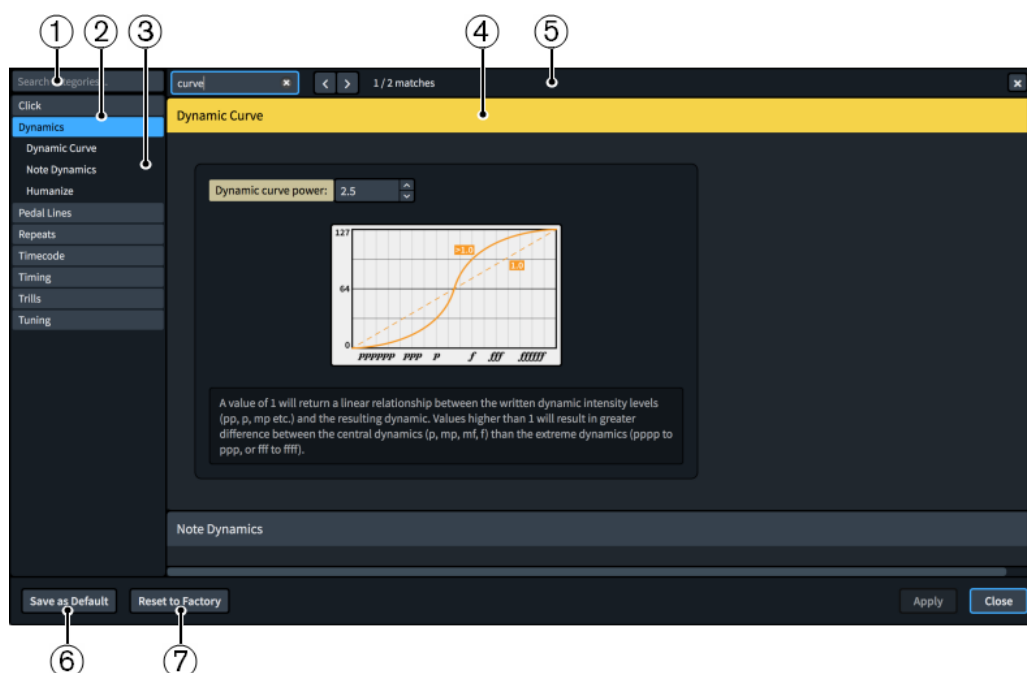 ① ② ③ ④ ⑤
Search categories...
curve
1 / 2 matches
Click
Dynamics
Dynamic Curve
Note Dynamics
Humanize
Pedal Lines
Repeats
Timecode
Timing
Trills
Tuning
Dynamic Curve
Dynamic curve power: 2.5
127
>1.0
1.0
64
0
pppppp ppp p f fff ffffff
A value of 1 will return a linear relationship between the written dynamic intensity levels
(pp, p, mp etc.) and the resulting dynamic. Values higher than 1 will result in greater
difference between the central dynamics (p, mp, mf, f) than the extreme dynamics (pppp to
ppp, or fff to ffff).
Note Dynamics
Save as Default
Reset to Factory
Apply
Close
⑥ ⑦